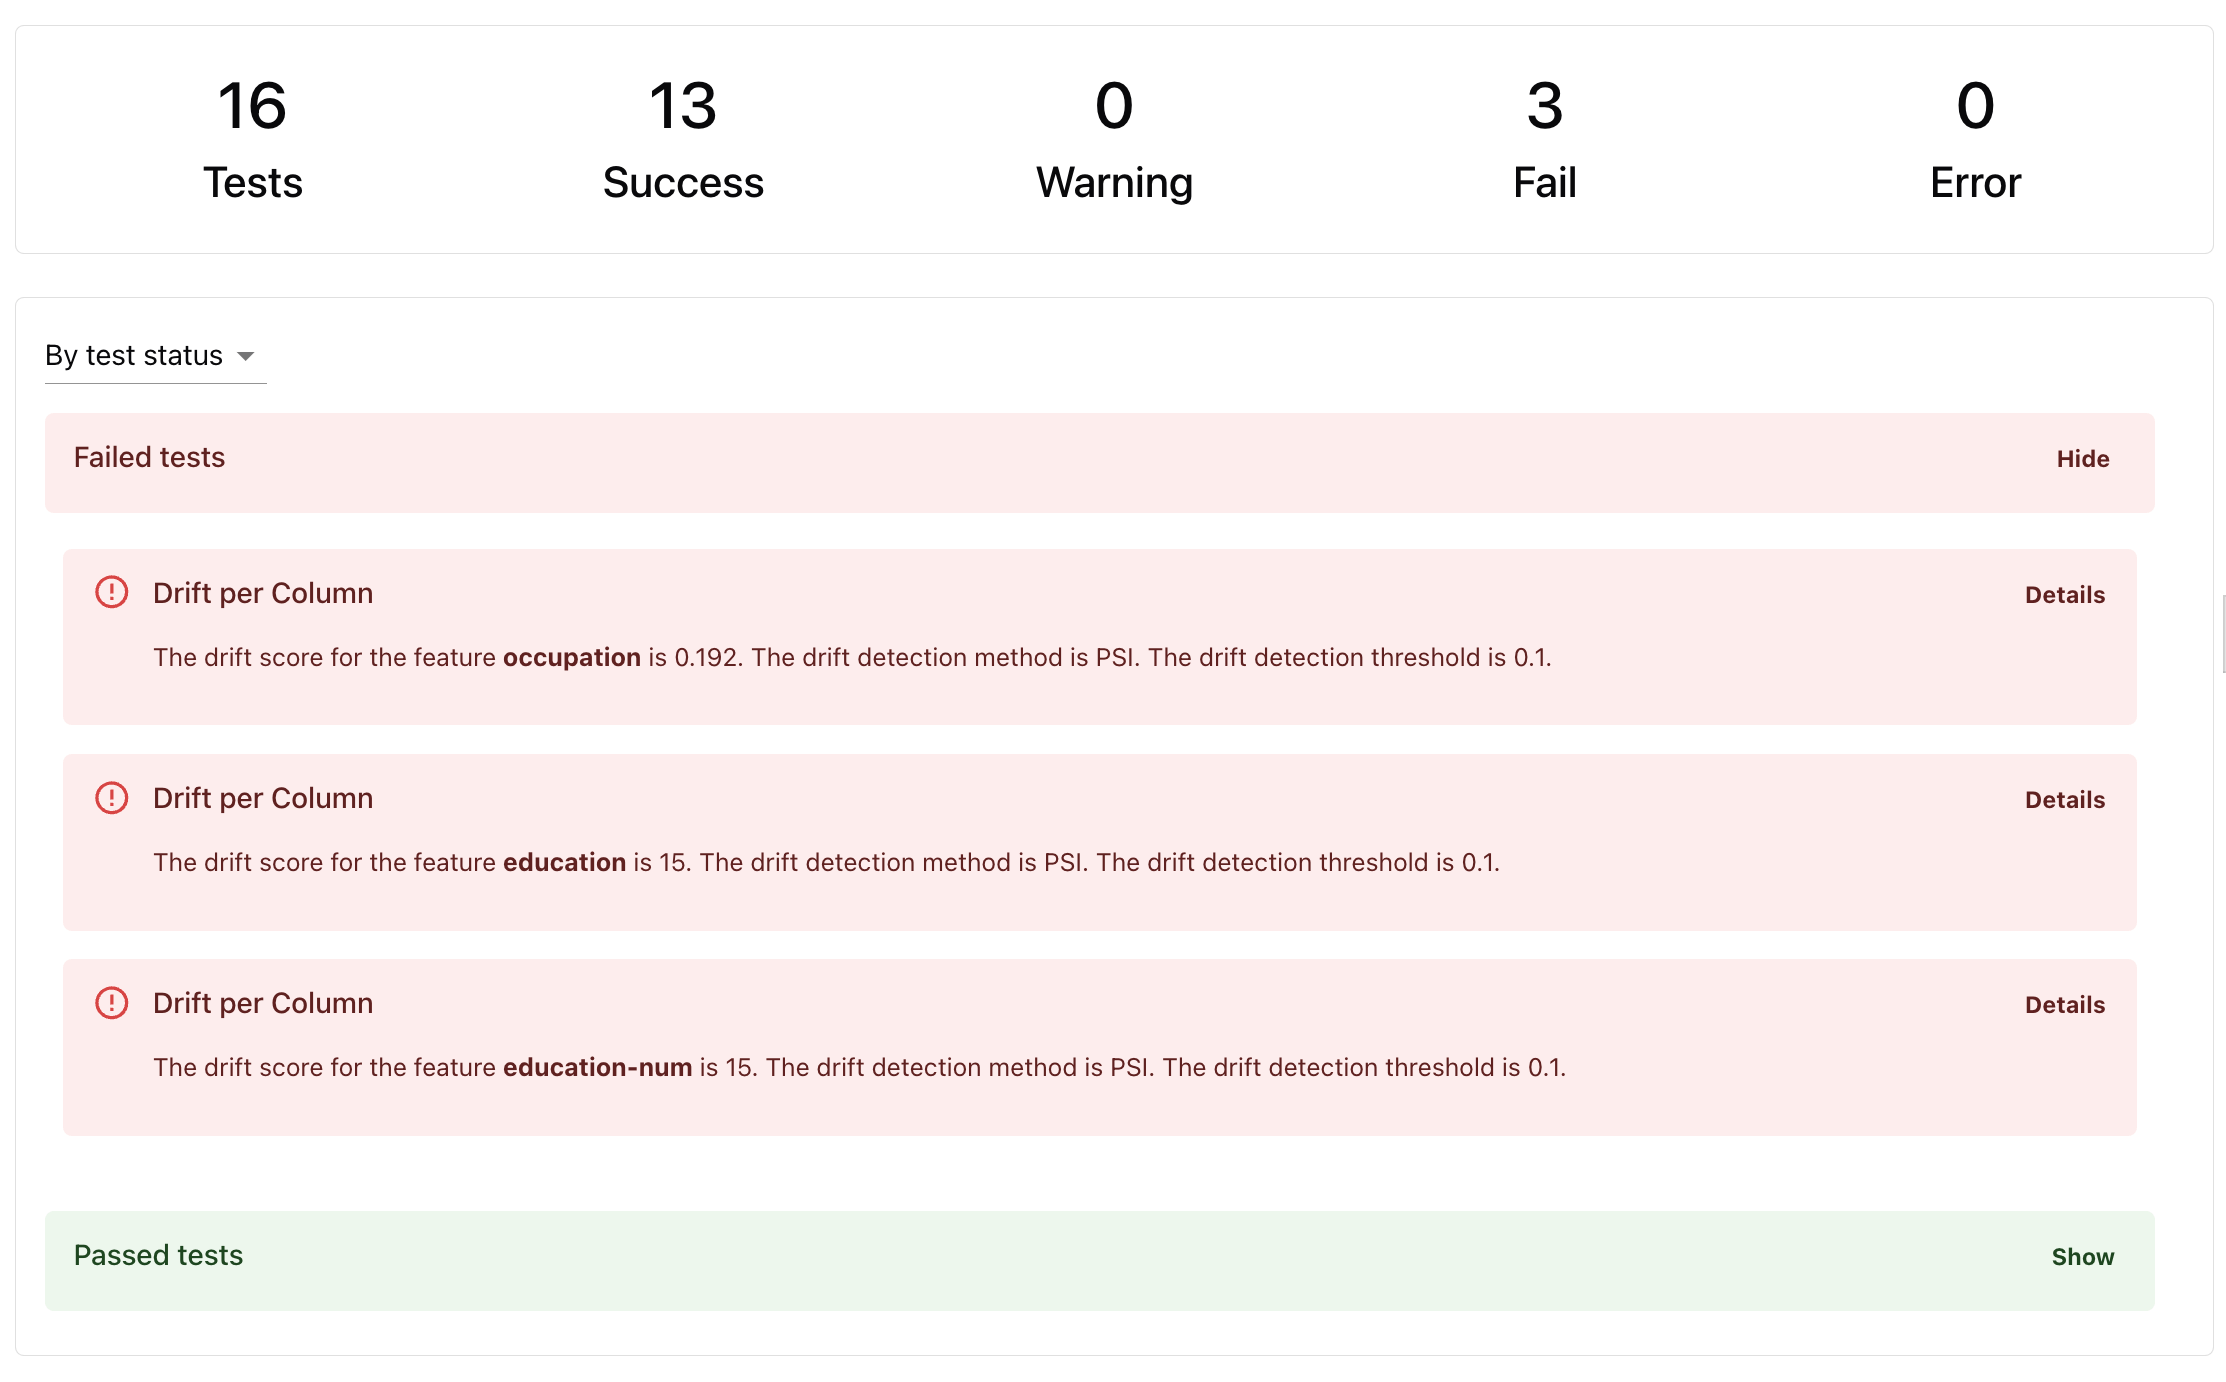 16 13 0 3 0
Tests Success Warning Fail Error
By test status
Failed tests Hide
Drift per Column Details
The drift score for the feature occupation is 0.192. The drift detection method is PSI. The drift detection threshold is 0.1.
Drift per Column Details
The drift score for the feature education is 15. The drift detection method is PSI. The drift detection threshold is 0.1.
Drift per Column Details
The drift score for the feature education-num is 15. The drift detection method is PSI. The drift detection threshold is 0.1.
Passed tests Show